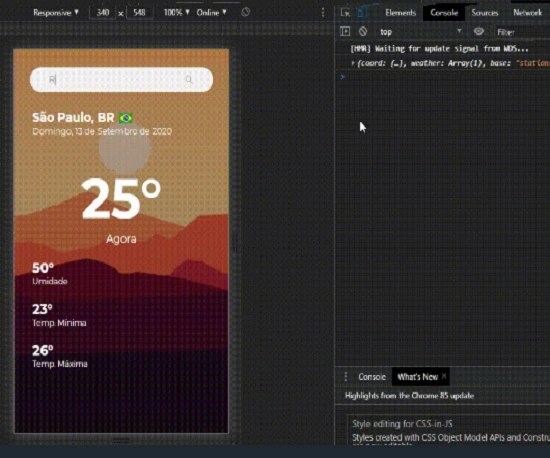 Responsive ▼ 340 x 548 100% ▼ Online ▼
Elements Console Sources Network
top Filter
[HMR] Waiting for update signal from WDS...
{coord: {…}, weather: Array(1), base: "station
R
São Paulo, BR
Domingo, 13 de Setembro de 2020
25°
Agora
50°
Umidade
23°
Temp. Mínima
26°
Temp. Máxima
Console What's New ×
Highlights from the Chrome 85 update
Style editing for CSS-in-JS
Styles created with CSS Object Model APIs and Constru